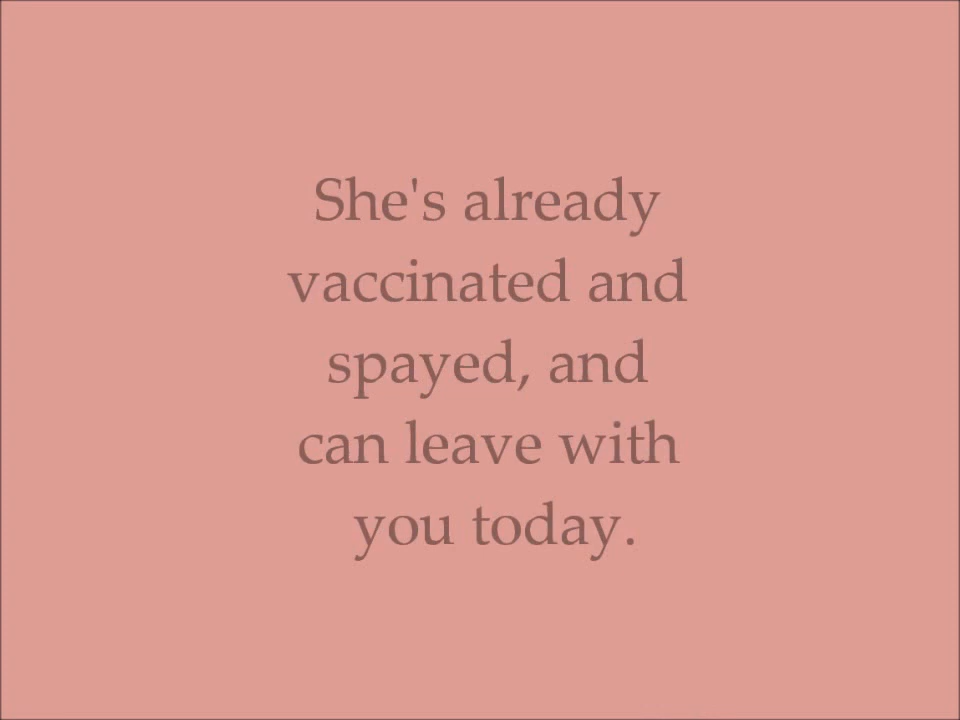 She's already
vaccinated and
spayed, and
can leave with
you today.